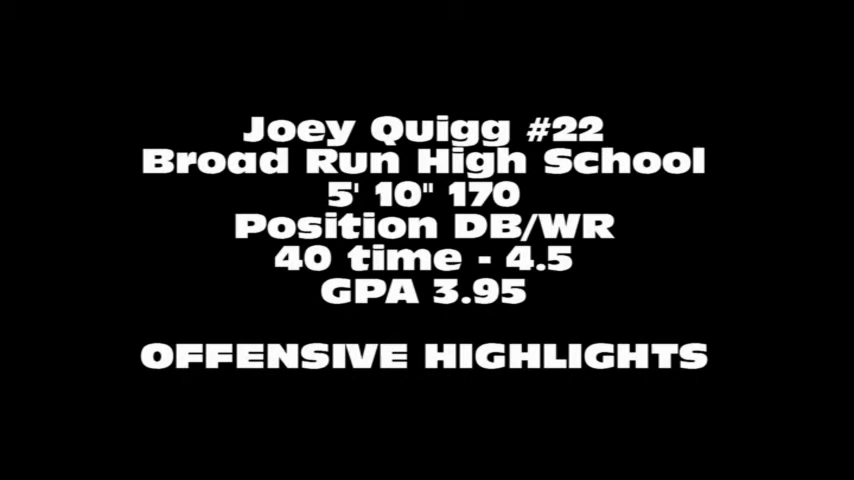 Joey Quigg #22
Broad Run High School
5' 10" 170
Position DB/WR
40 time - 4.5
GPA 3.95
OFFENSIVE HIGHLIGHTS